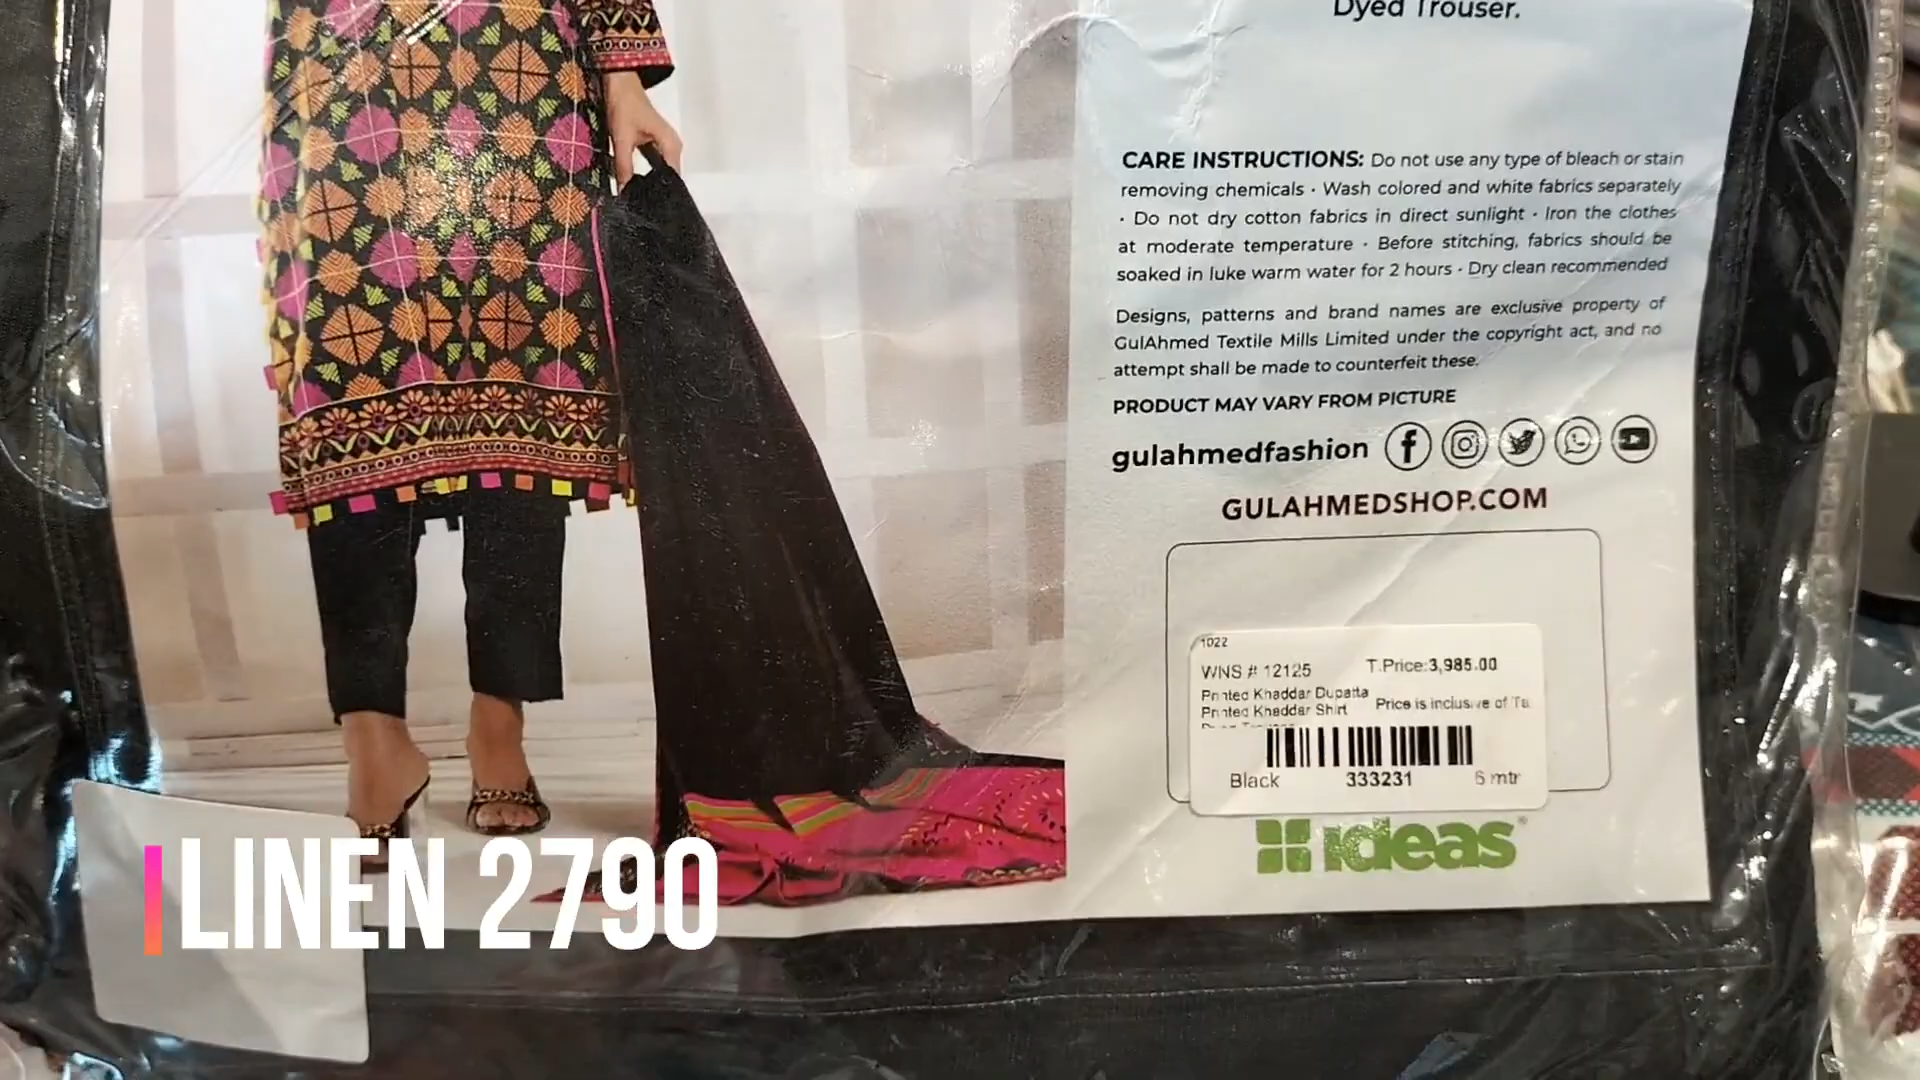 Dyed Trouser.
CARE INSTRUCTIONS: Do not use any type of bleach or stain
removing chemicals · Wash colored and white fabrics separately
· Do not dry cotton fabrics in direct sunlight · Iron the clothes
at moderate temperature · Before stitching, fabrics should be
soaked in luke warm water for 2 hours · Dry clean recommended
Designs, patterns and brand names are exclusive property of
GulAhmed Textile Mills Limited under the copyright act, and no
attempt shall be made to counterfeit these.
PRODUCT MAY VARY FROM PICTURE
gulahmedfashion
GULAHMEDSHOP.COM
1022
WNS # 12125 T.Price:3,985.00
Printed Khaddar Dupatta
Printed Khaddar Shirt Price is inclusive of Ta
Black 333231 6 mtr
ideas
LINEN 2790